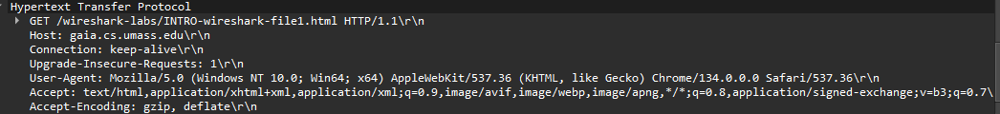 Hypertext Transfer Protocol
GET /wireshark-labs/INTRO-wireshark-file1.html HTTP/1.1\r\n
Host: gaia.cs.umass.edu\r\n
Connection: keep-alive\r\n
Upgrade-Insecure-Requests: 1\r\n
User-Agent: Mozilla/5.0 (Windows NT 10.0; Win64; x64) AppleWebKit/537.36 (KHTML, like Gecko) Chrome/134.0.0.0 Safari/537.36\r\n
Accept: text/html,application/xhtml+xml,application/xml;q=0.9,image/avif,image/webp,image/apng,*/*;q=0.8,application/signed-exchange;v=b3;q=0.7\
Accept-Encoding: gzip, deflate\r\n